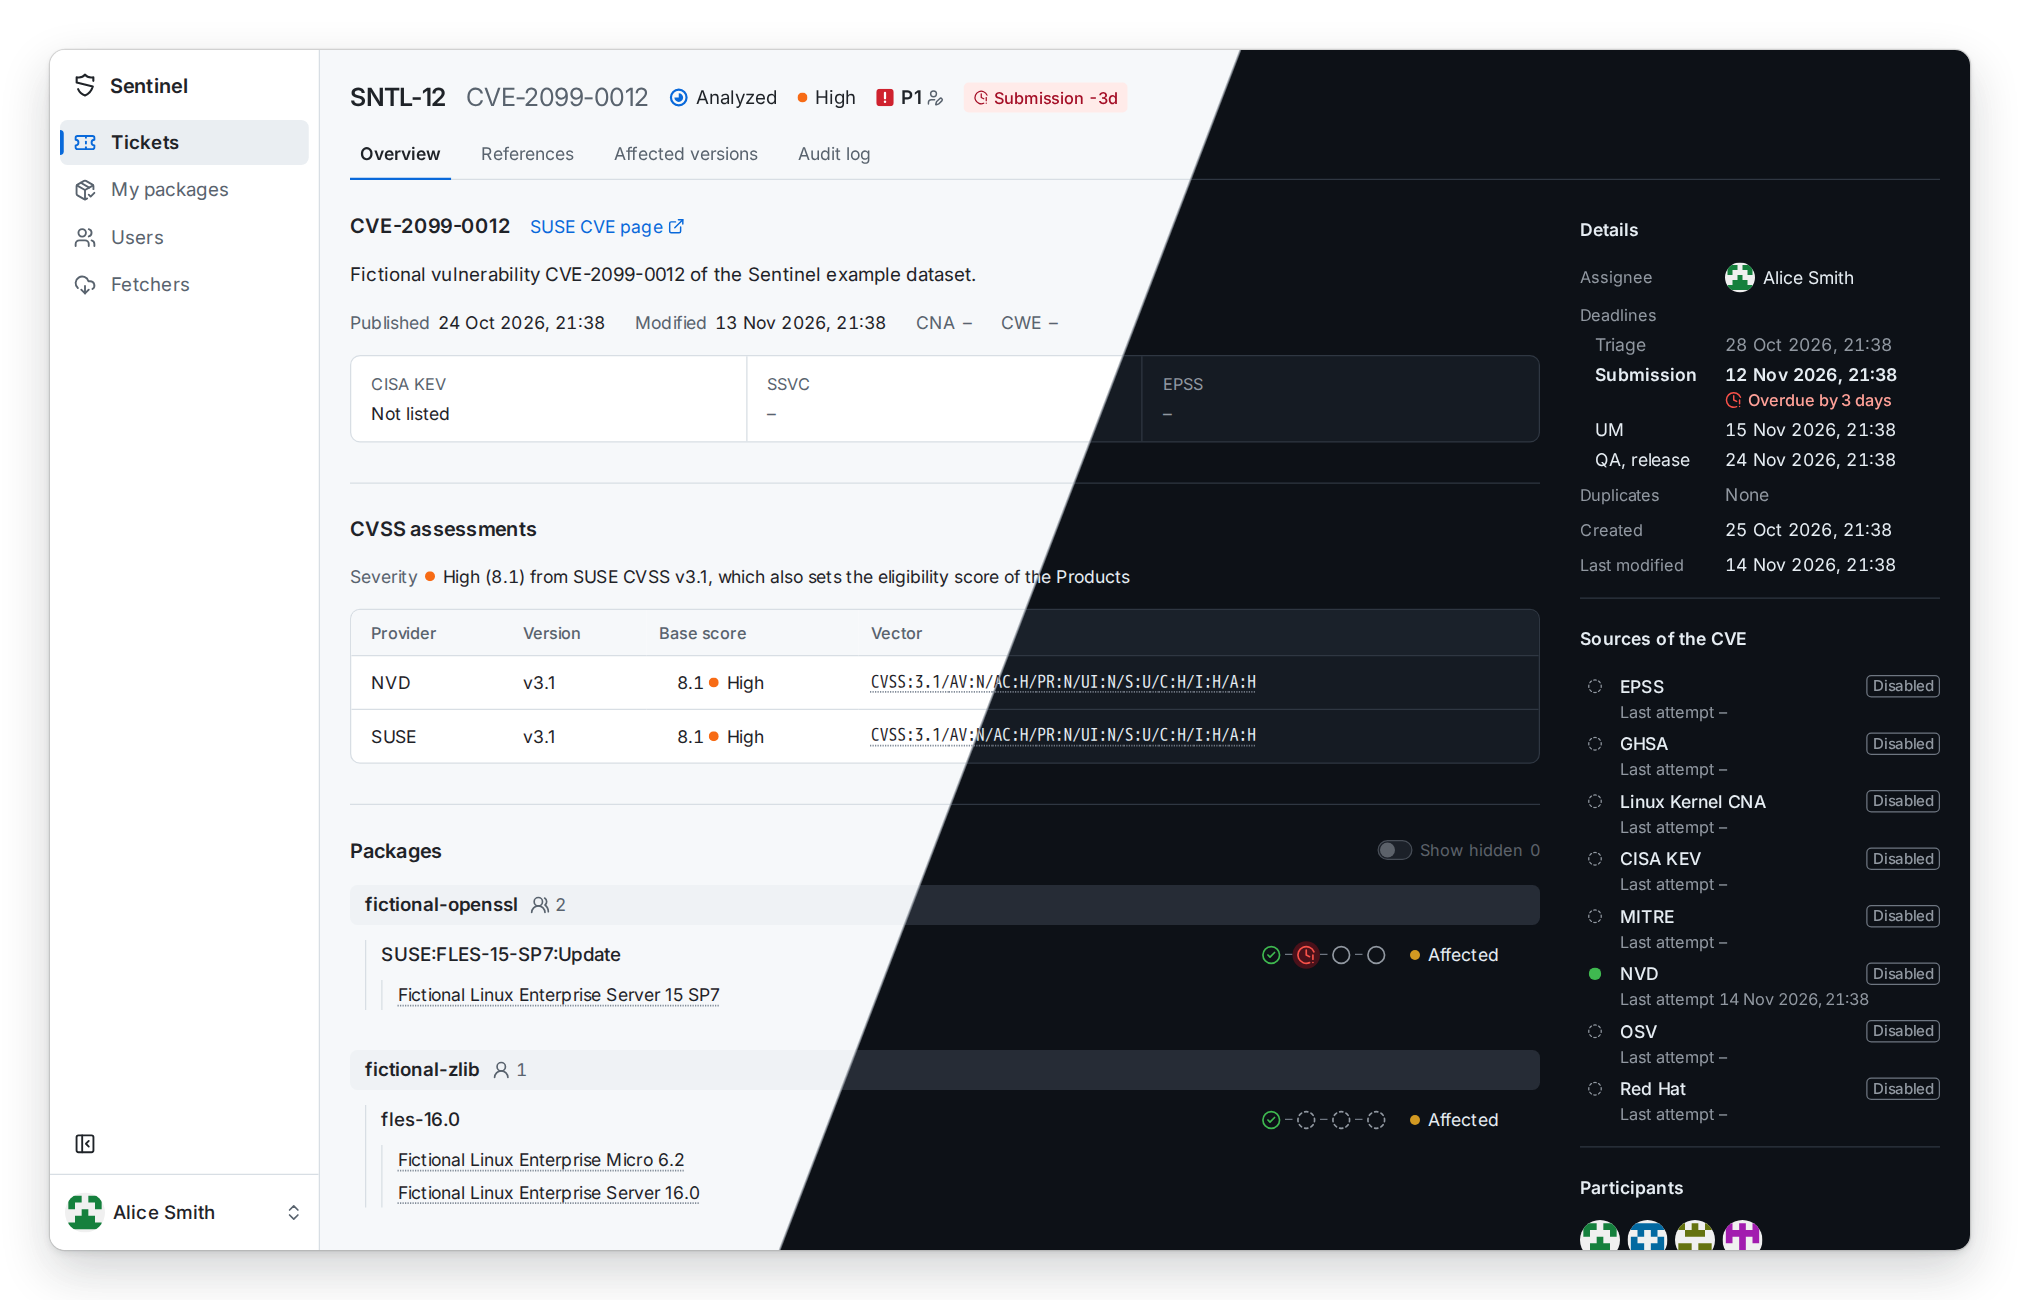 Sentinel
Tickets
My packages
Users
Fetchers
Alice Smith
SNTL-12 CVE-2099-0012 Analyzed High P1 Submission -3d
Overview References Affected versions Audit log
CVE-2099-0012 SUSE CVE page
Fictional vulnerability CVE-2099-0012 of the Sentinel example dataset.
Published 24 Oct 2026, 21:38 Modified 13 Nov 2026, 21:38 CNA – CWE –
CISA KEV SSVC EPSS
Not listed – –
CVSS assessments
Severity High (8.1) from SUSE CVSS v3.1, which also sets the eligibility score of the Products
Provider Version Base score Vector
NVD v3.1 8.1 High CVSS:3.1/AV:N/AC:H/PR:N/UI:N/S:U/C:H/I:H/A:H
SUSE v3.1 8.1 High CVSS:3.1/AV:N/AC:H/PR:N/UI:N/S:U/C:H/I:H/A:H
Packages Show hidden 0
fictional-openssl 2
SUSE:FLES-15-SP7:Update Affected
Fictional Linux Enterprise Server 15 SP7
fictional-zlib 1
fles-16.0 Affected
Fictional Linux Enterprise Micro 6.2
Fictional Linux Enterprise Server 16.0
Details
Assignee Alice Smith
Deadlines
Triage 28 Oct 2026, 21:38
Submission 12 Nov 2026, 21:38
Overdue by 3 days
UM 15 Nov 2026, 21:38
QA, release 24 Nov 2026, 21:38
Duplicates None
Created 25 Oct 2026, 21:38
Last modified 14 Nov 2026, 21:38
Sources of the CVE
EPSS Disabled
Last attempt –
GHSA Disabled
Last attempt –
Linux Kernel CNA Disabled
Last attempt –
CISA KEV Disabled
Last attempt –
MITRE Disabled
Last attempt –
NVD Disabled
Last attempt 14 Nov 2026, 21:38
OSV Disabled
Last attempt –
Red Hat Disabled
Last attempt –
Participants